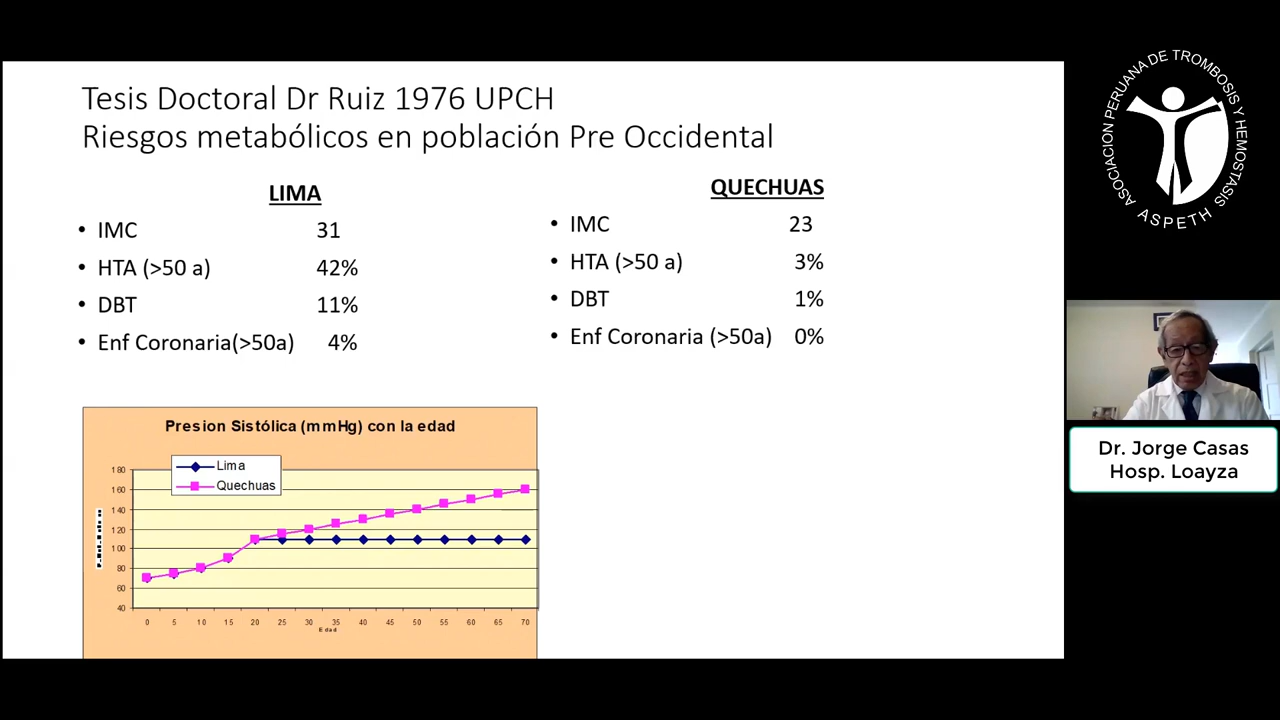 Tesis Doctoral Dr Ruiz 1976 UPCH
Riesgos metabólicos en población Pre Occidental
LIMA
• IMC 31
• HTA (>50 a) 42%
• DBT 11%
• Enf Coronaria(>50a) 4%
QUECHUAS
• IMC 23
• HTA (>50 a) 3%
• DBT 1%
• Enf Coronaria (>50a) 0%
Presion Sistólica (mmHg) con la edad
Lima
Quechuas
180
160
140
120
100
80
60
40
0 5 10 15 20 25 30 35 40 45 50 55 60 65 70
Edad
ASOCIACION PERUANA DE TROMBOSIS Y HEMOSTASIS
ASPETH
Dr. Jorge Casas
Hosp. Loayza